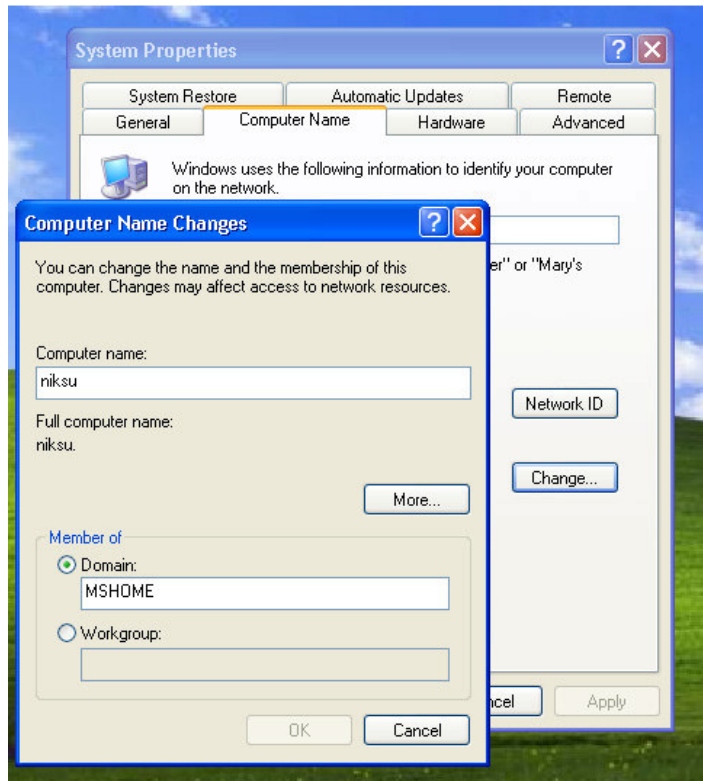 System Properties
System Restore
Automatic Updates
Remote
General
Computer Name
Hardware
Advanced
Windows uses the following information to identify your computer
on the network.
er" or "Mary's
Network ID
Change...
Apply
Computer Name Changes
You can change the name and the membership of this
computer. Changes may affect access to network resources.
Computer name:
niksu
Full computer name:
niksu.
More...
Member of
Domain:
MSHOME
Workgroup:
OK
Cancel